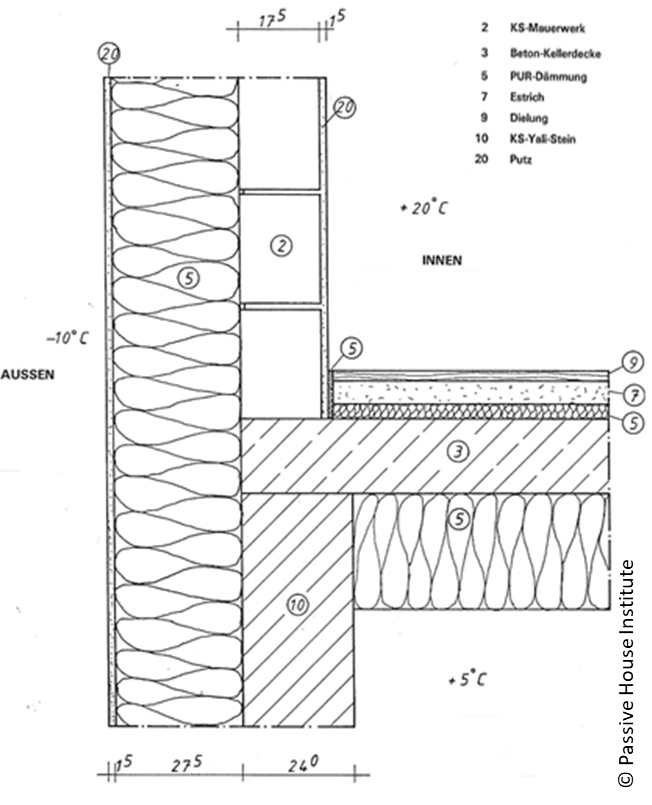 17⁵ 1⁵
20
2 KS-Mauerwerk
3 Beton-Kellerdecke
5 PUR-Dämmung
7 Estrich
9 Dielung
10 KS-Yali-Stein
20 Putz
20
+20°C
2
INNEN
5
-10°C
AUSSEN
5
9
7
5
3
5
10
+5°C
1⁵ 27⁵ 24⁰
© Passive House Institute